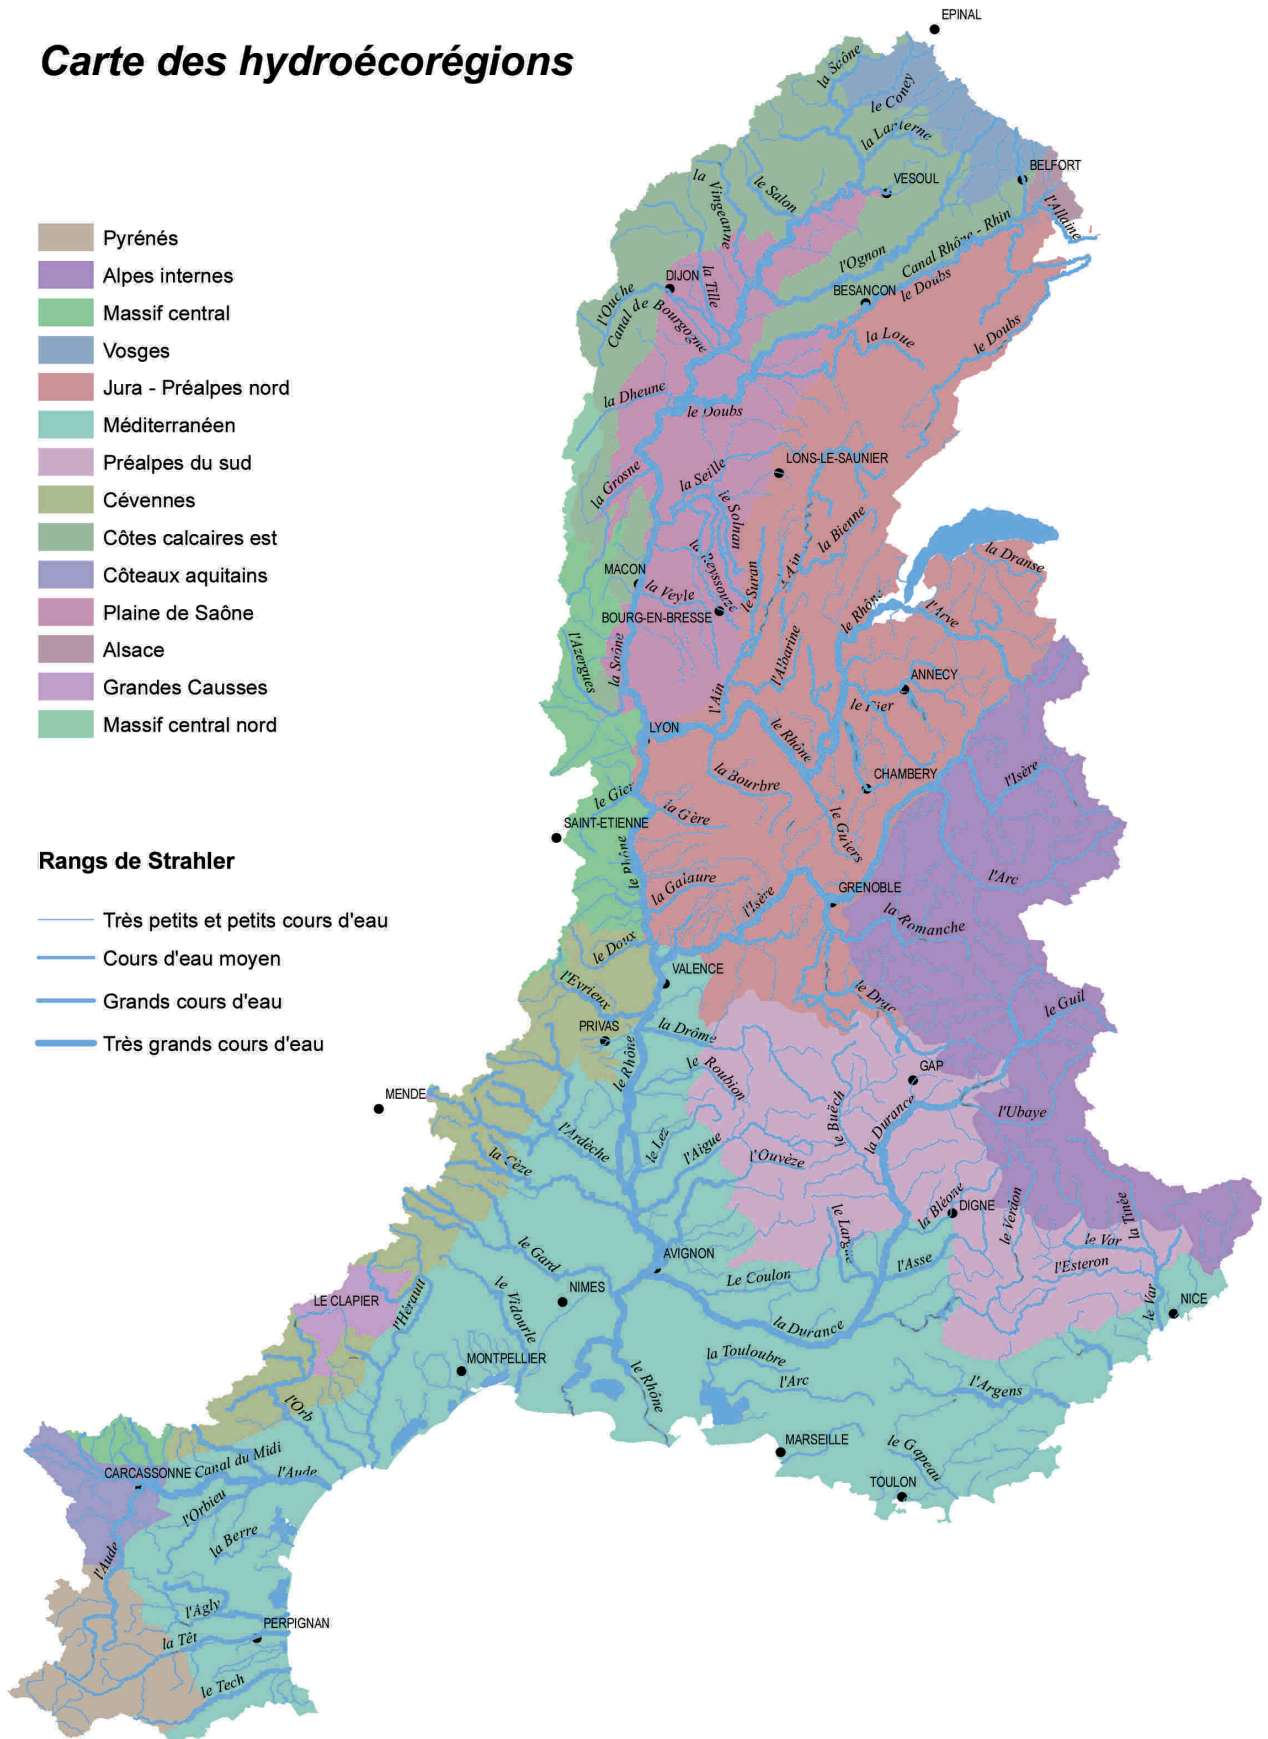 Carte des hydroécorégions
Pyrénés
Alpes internes
Massif central
Vosges
Jura - Préalpes nord
Méditerranéen
Préalpes du sud
Cévennes
Côtes calcaires est
Côteaux aquitains
Plaine de Saône
Alsace
Grandes Causses
Massif central nord
Rangs de Strahler
Très petits et petits cours d'eau
Cours d'eau moyen
Grands cours d'eau
Très grands cours d'eau
EPINAL
la Saône
le Coney
la Lanterne
BELFORT
VESOUL
la Vingeanne
le Salon
l'Allaine
l'Ognon
Canal Rhône - Rhin
DIJON
la Tille
BESANCON
le Doubs
l'Ouche
Canal de Bourgogne
la Loue
le Doubs
la Dheune
le Doubs
LONS-LE-SAUNIER
la Grosne
la Seille
le Solnan
la Bienne
la Reyssouze
le Suran
l'Ain
la Dranse
MACON
la Veyle
BOURG-EN-BRESSE
le Rhône
l'Arve
l'Azergues
la Saône
l'Albarine
ANNECY
l'Ain
le Fier
LYON
le Rhône
la Bourbre
CHAMBERY
l'Isère
le Gier
la Gère
SAINT-ETIENNE
le Guiers
le Rhône
la Galaure
l'Isère
GRENOBLE
l'Arc
la Romanche
le Doux
VALENCE
l'Eyrieux
le Drac
le Guil
PRIVAS
la Drôme
le Rhône
le Roubion
GAP
MENDE
le Buëch
la Durance
l'Ubaye
l'Ardèche
le Lez
l'Aigue
l'Ouvèze
la Cèze
la Bléone
DIGNE
le Verdon
la Tinée
le Largue
le Var
le Gard
AVIGNON
Le Coulon
l'Asse
l'Esteron
NIMES
LE CLAPIER
l'Hérault
le Vidourle
la Durance
le Var
NICE
MONTPELLIER
la Touloubre
le Rhône
l'Arc
l'Argens
l'Orb
MARSEILLE
le Gapeau
TOULON
CARCASSONNE
Canal du Midi
l'Aude
l'Orbieu
la Berre
l'Aude
l'Agly
PERPIGNAN
la Têt
le Tech